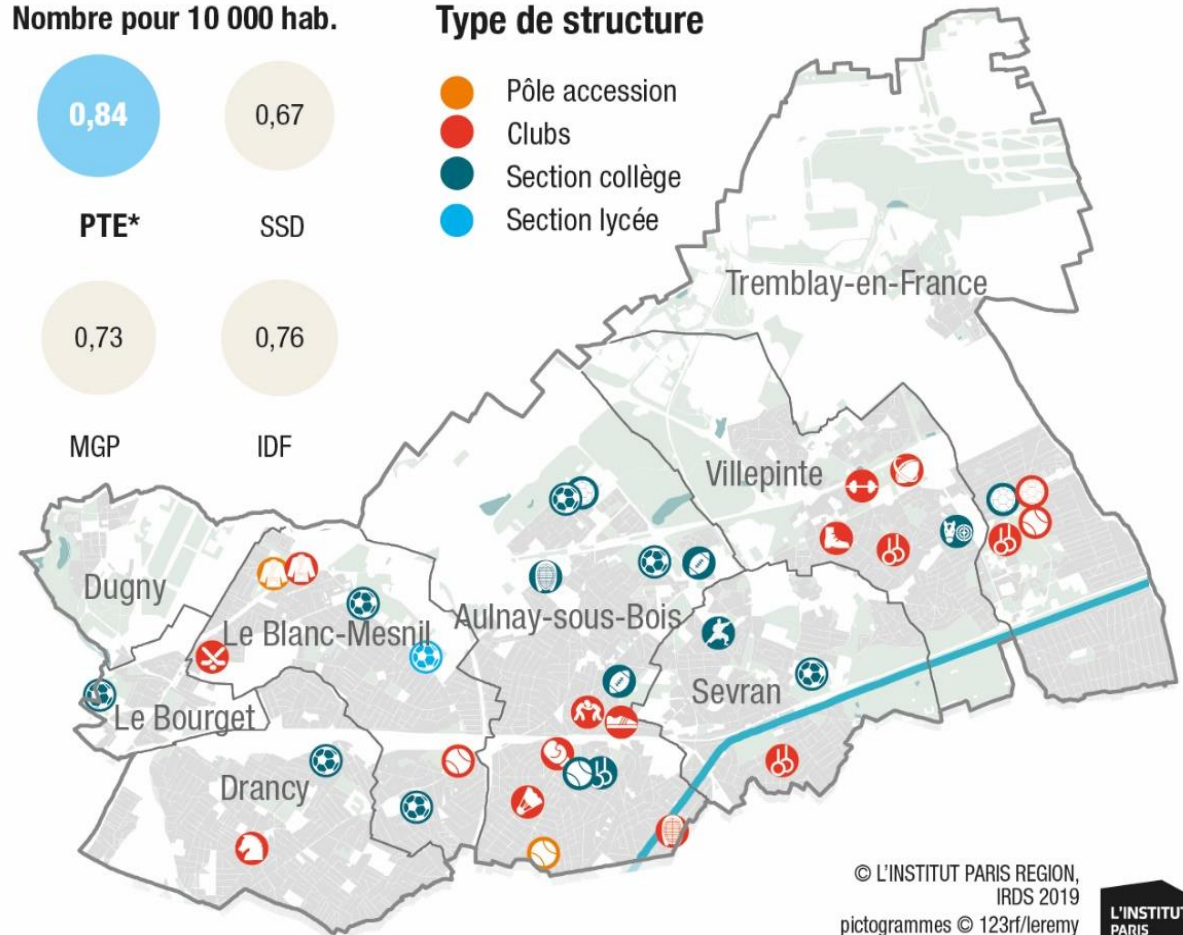 Nombre pour 10 000 hab.
0,84
0,67
PTE*
SSD
0,73
0,76
MGP
IDF
Type de structure
Pôle accession
Clubs
Section collège
Section lycée
Tremblay-en-France
Villepinte
Dugny
Le Blanc-Mesnil
Aulnay-sous-Bois
Sevran
Le Bourget
Drancy
© L'INSTITUT PARIS REGION,
IRDS 2019
pictogrammes © 123rf/leremy
L'INSTITUT
PARIS